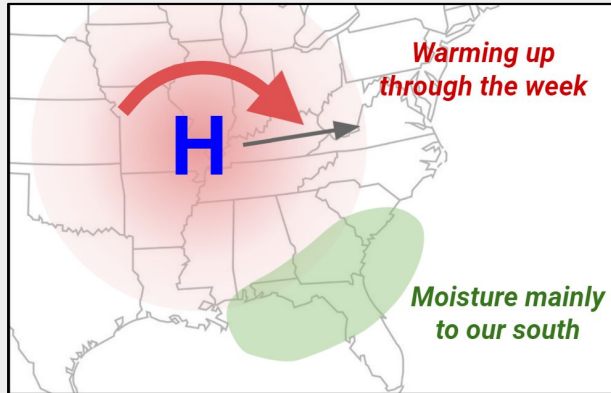 Warming up
through the week
H
Moisture mainly
to our south